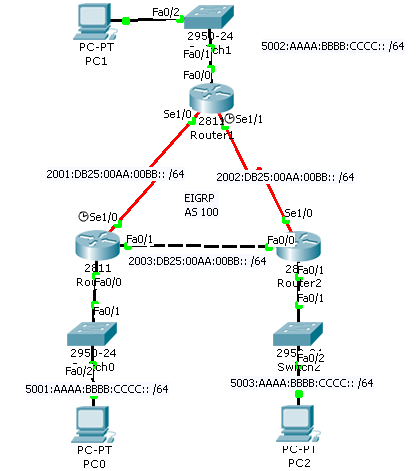 Fa0/2
PC-PT
PC1
2950-24
Fa0/1
5002:AAAA:BBBB:CCCC:: /64
Fa0/0
Se1/0
Se1/1
2811
Router1
2001:DB25:00AA:00BB:: /64
2002:DB25:00AA:00BB:: /64
EIGRP
AS 100
Se1/0
Se1/0
Fa0/1
Fa0/0
2003:DB25:00AA:00BB:: /64
2811
Fa0/0
Fa0/1
Router2
Fa0/1
Fa0/1
2950-24
Fa0/2
Fa0/2
Switch2
5001:AAAA:BBBB:CCCC:: /64
5003:AAAA:BBBB:CCCC:: /64
PC-PT
PC0
PC-PT
PC2